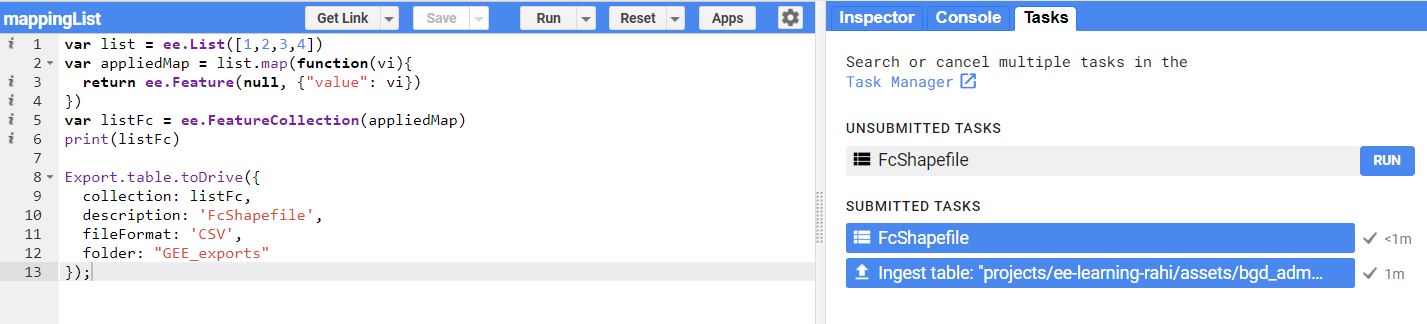 mappingList Get Link Save Run Reset Apps
i 1 var list = ee.List([1,2,3,4])
2 var appliedMap = list.map(function(vi){
i 3 return ee.Feature(null, {"value": vi})
i 4 })
i 5 var listFc = ee.FeatureCollection(appliedMap)
i 6 print(listFc)
7
8 Export.table.toDrive({
9 collection: listFc,
10 description: 'FcShapefile',
11 fileFormat: 'CSV',
12 folder: "GEE_exports"
13 });
Inspector Console Tasks
Search or cancel multiple tasks in the
Task Manager
UNSUBMITTED TASKS
FcShapefile RUN
SUBMITTED TASKS
FcShapefile <1m
Ingest table: "projects/ee-learning-rahi/assets/bgd_adm... 1m